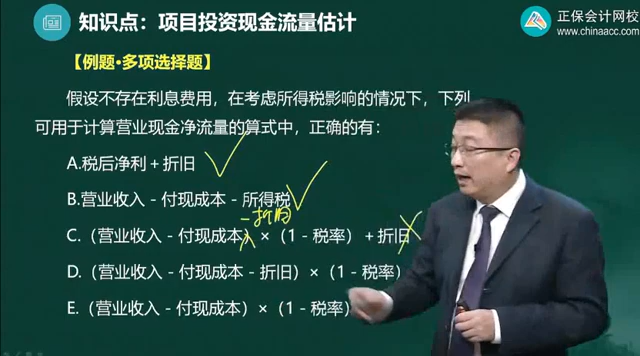 知识点：项目投资现金流量估计
正保会计网校
www.chinaacc.com
【例题·多项选择题】
假设不存在利息费用，在考虑所得税影响的情况下，下列
可用于计算营业现金净流量的算式中，正确的有：
A.税后净利＋折旧
B.营业收入－付现成本－所得税
－折旧
C.（营业收入－付现成本）×（1－税率）＋折旧
D.（营业收入－付现成本－折旧）×（1－税率）
E.（营业收入－付现成本）×（1－税率）